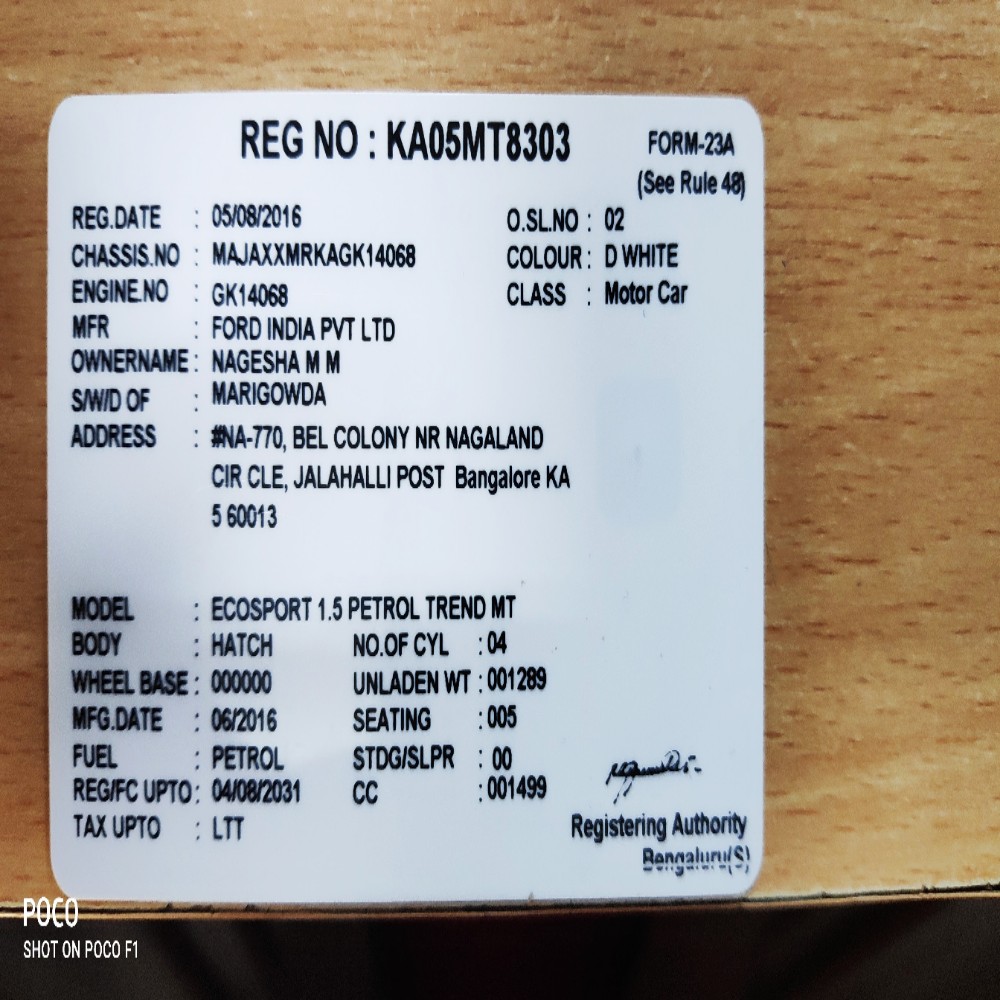 REG NO : KA05MT8303
FORM-23A
(See Rule 48)
REG.DATE : 05/08/2016 O.SL.NO : 02
CHASSIS.NO : MAJAXXMRKAGK14068 COLOUR : D WHITE
ENGINE.NO : GK14068 CLASS : Motor Car
MFR : FORD INDIA PVT LTD
OWNERNAME : NAGESHA M M
S/W/D OF : MARIGOWDA
ADDRESS : #NA-770, BEL COLONY NR NAGALAND
CIR CLE, JALAHALLI POST Bangalore KA
5 60013
MODEL : ECOSPORT 1.5 PETROL TREND MT
BODY : HATCH NO.OF CYL : 04
WHEEL BASE : 000000 UNLADEN WT : 001289
MFG.DATE : 06/2016 SEATING : 005
FUEL : PETROL STDG/SLPR : 00
REG/FC UPTO : 04/08/2031 CC : 001499
TAX UPTO : LTT
Registering Authority
Bengaluru(S)
POCO
SHOT ON POCO F1